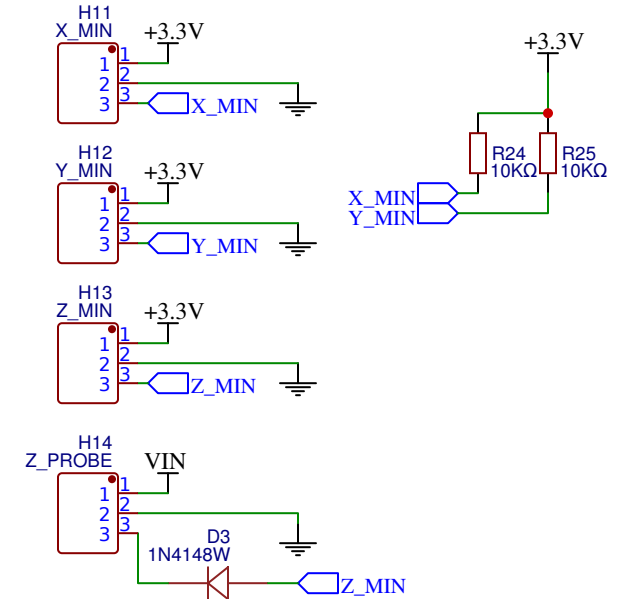 H11
X_MIN
+3.3V
1 1
2 2
3 3
X_MIN
H12
Y_MIN
+3.3V
1 1
2 2
3 3
Y_MIN
H13
Z_MIN
+3.3V
1 1
2 2
3 3
Z_MIN
H14
Z_PROBE
VIN
1 1
2 2
3 3
D3
1N4148W
Z_MIN
+3.3V
R24
10KΩ
R25
10KΩ
X_MIN
Y_MIN